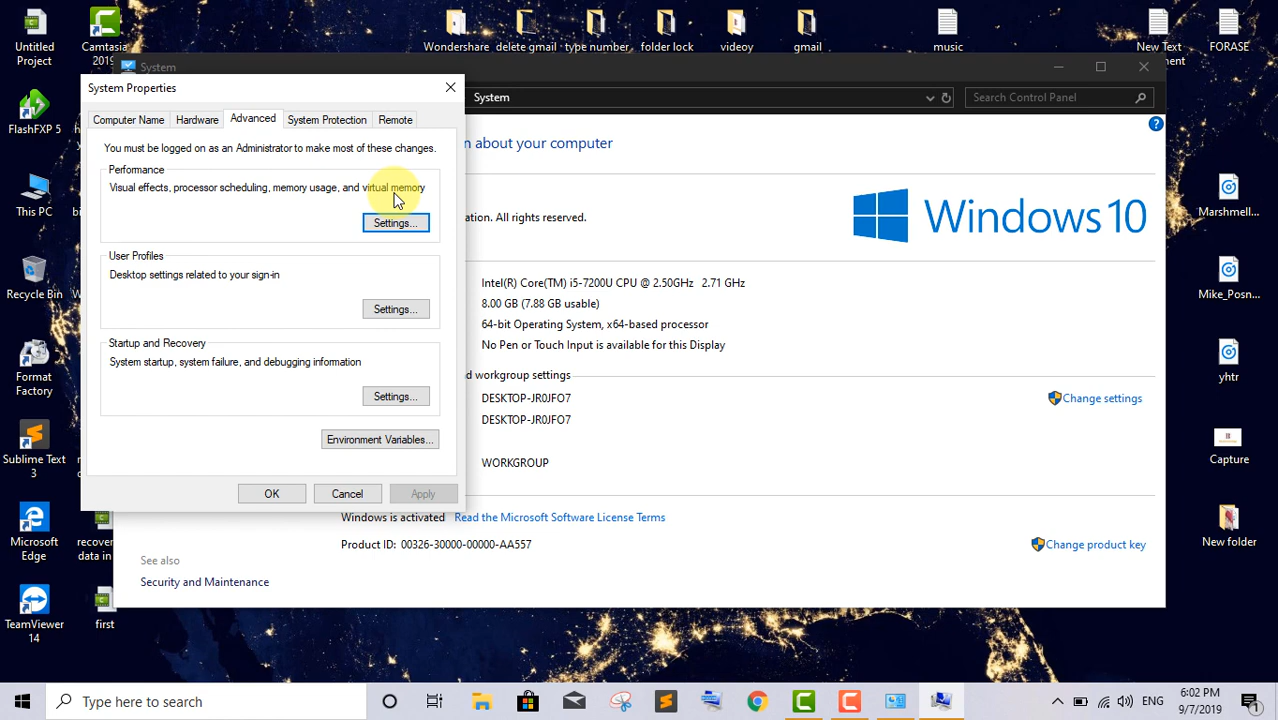 Untitled
Project
Camtasia
2019
FlashFXP 5
This PC
Recycle Bin
Format
Factory
Sublime Text
3
Microsoft
Edge
recover
data in
TeamViewer
14
first
Wondershare
delete gmail
type number
folder lock
videoy
gmail
music
New Text
FORASE
Marshmell...
Mike_Posn...
yhtr
Capture
New folder
System
System
Search Control Panel
n about your computer
ation. All rights reserved.
Windows 10
Intel(R) Core(TM) i5-7200U CPU @ 2.50GHz 2.71 GHz
8.00 GB (7.88 GB usable)
64-bit Operating System, x64-based processor
No Pen or Touch Input is available for this Display
d workgroup settings
DESKTOP-JR0JFO7
Change settings
DESKTOP-JR0JFO7
WORKGROUP
Windows is activated Read the Microsoft Software License Terms
Product ID: 00326-30000-00000-AA557
Change product key
See also
Security and Maintenance
System Properties
Computer Name
Hardware
Advanced
System Protection
Remote
You must be logged on as an Administrator to make most of these changes.
Performance
Visual effects, processor scheduling, memory usage, and virtual memory
Settings...
User Profiles
Desktop settings related to your sign-in
Settings...
Startup and Recovery
System startup, system failure, and debugging information
Settings...
Environment Variables...
OK
Cancel
Apply
Type here to search
ENG
6:02 PM
9/7/2019
1